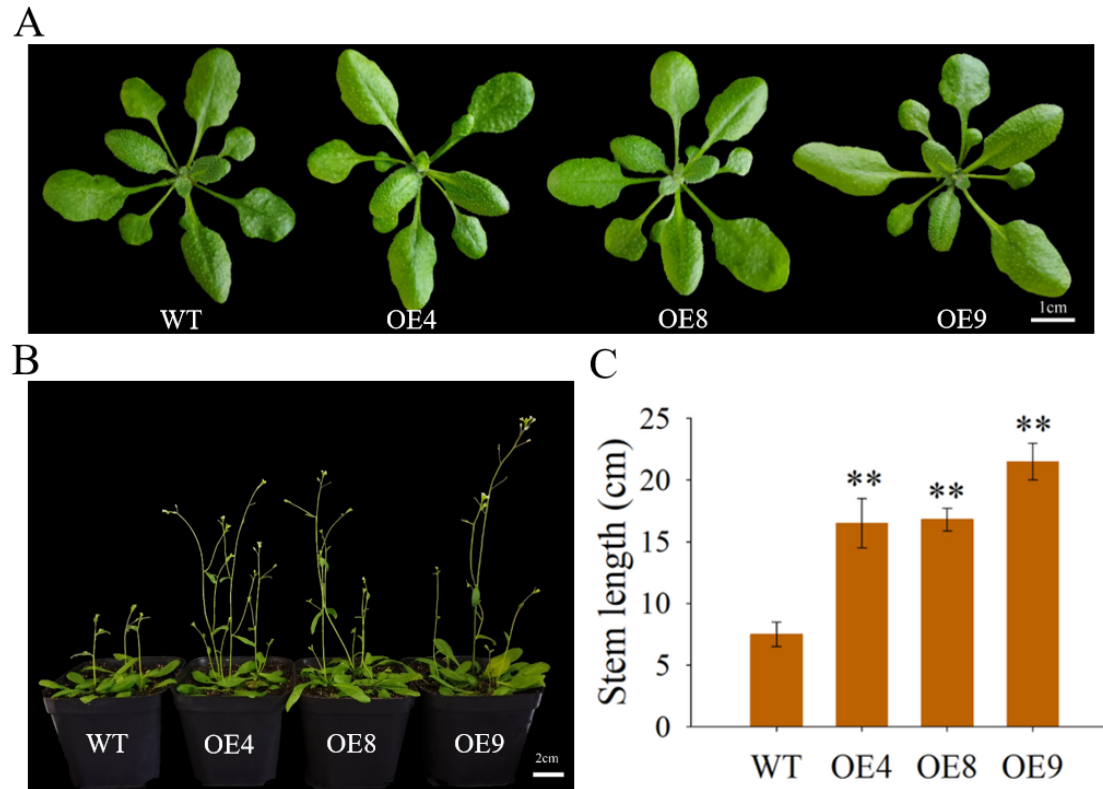 A
WT OE4 OE8 OE9
1cm
B
WT OE4 OE8 OE9
2cm
C
Stem length (cm)
25
20
15
10
5
0
** ** **
WT OE4 OE8 OE9